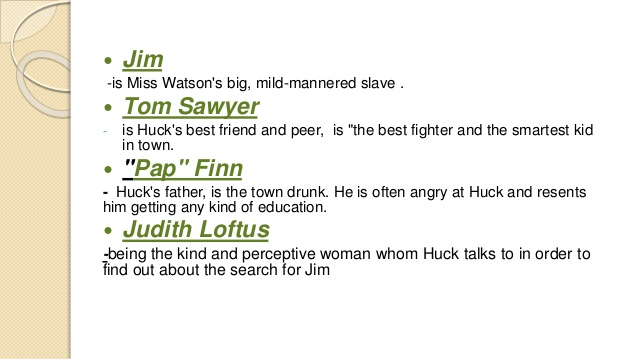 • Jim
-is Miss Watson's big, mild-mannered slave .
• Tom Sawyer
- is Huck's best friend and peer, is "the best fighter and the smartest kid
in town.
• "Pap" Finn
- Huck's father, is the town drunk. He is often angry at Huck and resents
him getting any kind of education.
• Judith Loftus
-being the kind and perceptive woman whom Huck talks to in order to
find out about the search for Jim